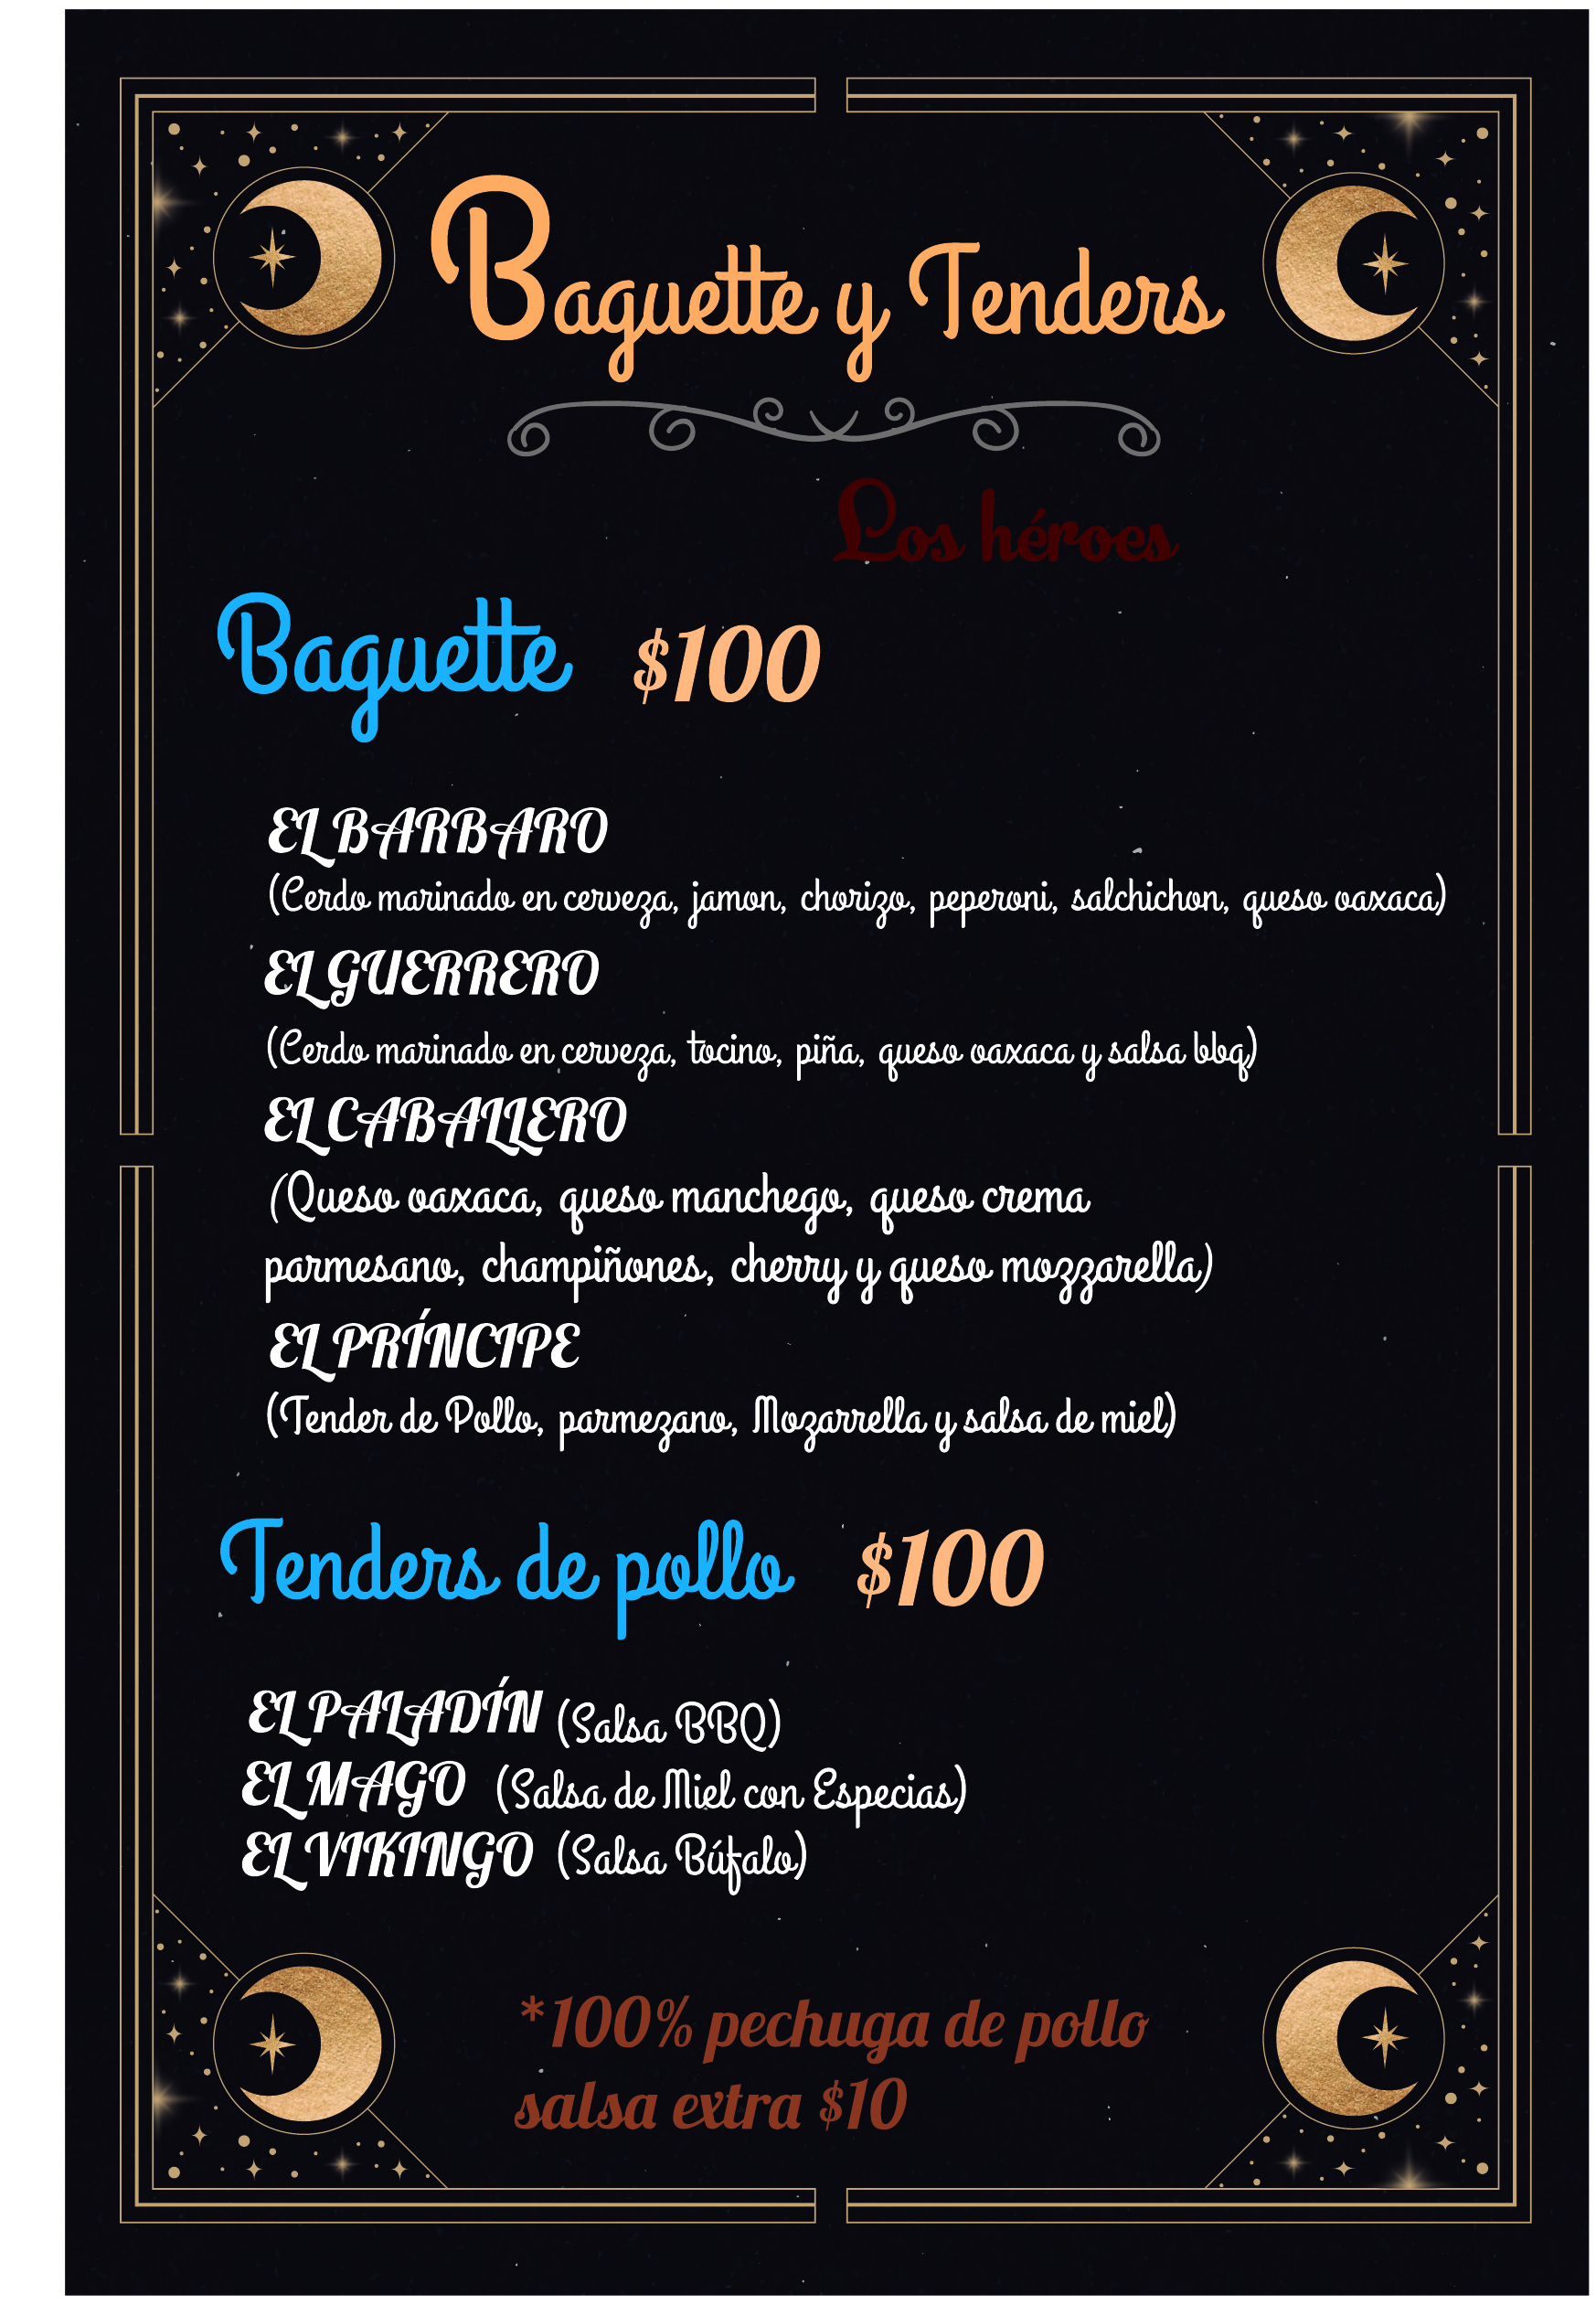 Baguette y Tenders
Los héroes
Baguette $100
EL BARBARO
(Cerdo marinado en cerveza, jamon, chorizo, peperoni, salchichon, queso oaxaca)
EL GUERRERO
(Cerdo marinado en cerveza, tocino, piña, queso oaxaca y salsa bbq)
EL CABALLERO
(Queso oaxaca, queso manchego, queso crema
parmesano, champiñones, cherry y queso mozzarella)
EL PRÍNCIPE
(Tender de Pollo, parmezano, Mozarrella y salsa de miel)
Tenders de pollo $100
EL PALADÍN (Salsa BBQ)
EL MAGO (Salsa de Miel con Especias)
EL VIKINGO (Salsa Búfalo)
*100% pechuga de pollo
salsa extra $10